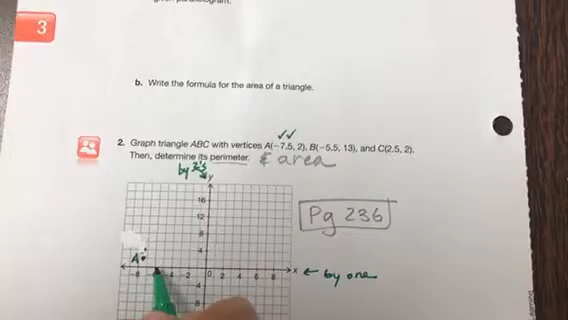 3
b. Write the formula for the area of a triangle.
2. Graph triangle ABC with vertices A(−7.5, 2), B(−5.5, 13), and C(2.5, 2).
Then, determine its perimeter. & area
y
16
12
8
4
Pg 236
A
-8 -4 -2 0 2 4 6 8 x ← by one
-4
-8